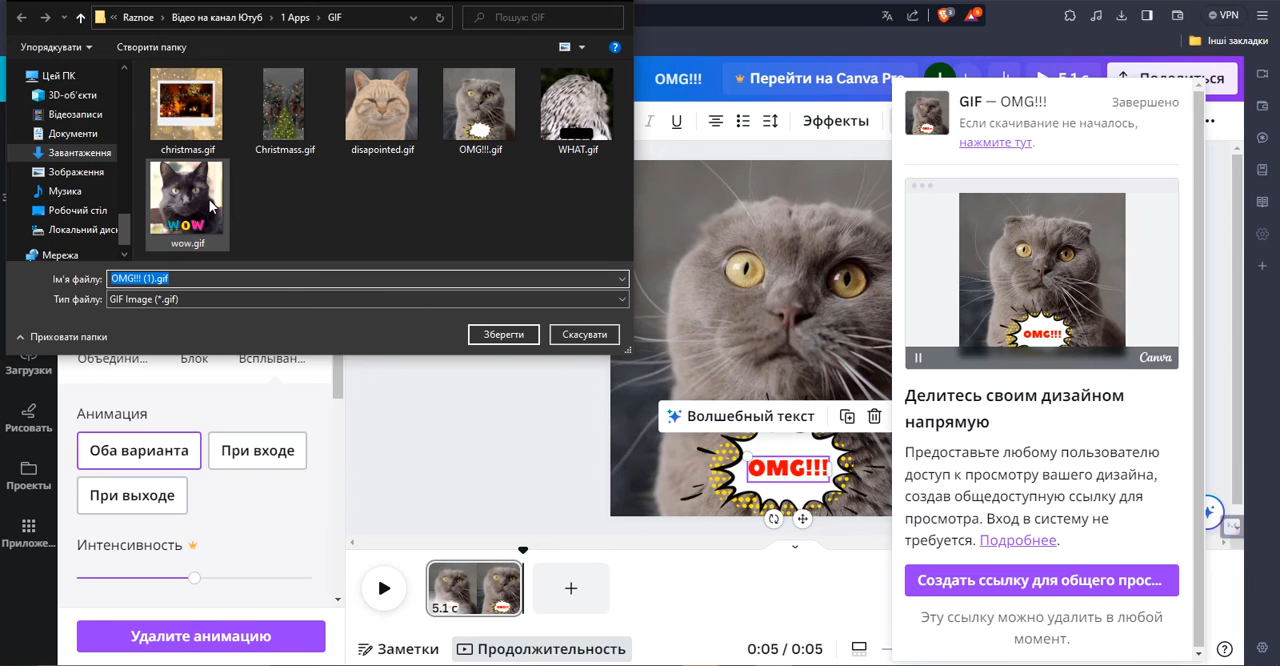 « Raznoe › Відео на канал Ютуб › 1 Apps › GIF
Пошук: GIF
VPN
Упорядкувати
Створити папку
Інші закладки
Цей ПК
3D-об'єкти
Відеозаписи
Документи
Завантаження
Зображення
Музика
Робочий стіл
Локальний диск
Мережа
christmas.gif
Christmass.gif
disapointed.gif
OMG!!!.gif
WHAT.gif
WOW
wow.gif
Ім'я файлу:
OMG!!! (1).gif
Тип файлу:
GIF Image (*.gif)
Приховати папки
Зберегти
Скасувати
OMG!!!
Перейти на Canva Pro
5.1 с
Поделиться
I
U
Эффекты
GIF — OMG!!!
Завершено
Если скачивание не началось,
нажмите тут.
OMG!!!
Canva
Делитесь своим дизайном
напрямую
Предоставьте любому пользователю
доступ к просмотру вашего дизайна,
создав общедоступную ссылку для
просмотра. Вход в систему не
требуется. Подробнее.
Создать ссылку для общего прос...
Эту ссылку можно удалить в любой
момент.
Загрузки
Рисовать
Проекты
Приложе...
Объедини...
Блок
Всплыван...
Анимация
Оба варианта
При входе
При выходе
Интенсивность
Удалите анимацию
Волшебный текст
OMG!!!
5.1 с
Заметки
Продолжительность
0:05 / 0:05